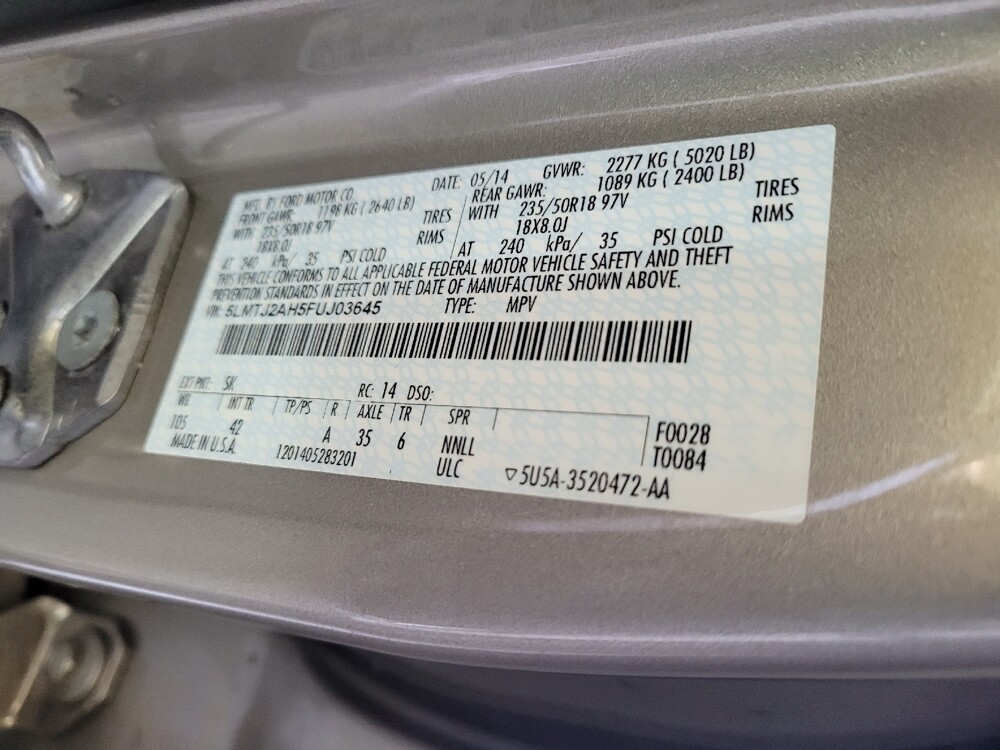 MFD. BY FORD MOTOR CO. DATE: 05/14 GVWR: 2277 KG ( 5020 LB)
FRONT GAWR: 1198 KG ( 2640 LB) REAR GAWR: 1089 KG ( 2400 LB)
WITH 235/50R18 97V TIRES WITH 235/50R18 97V TIRES
18X8.0J RIMS 18X8.0J RIMS
AT 240 kPa/ 35 PSI COLD AT 240 kPa/ 35 PSI COLD
THIS VEHICLE CONFORMS TO ALL APPLICABLE FEDERAL MOTOR VEHICLE SAFETY AND THEFT
PREVENTION STANDARDS IN EFFECT ON THE DATE OF MANUFACTURE SHOWN ABOVE.
VIN: 5LMTJ2AH5FUJ03645 TYPE: MPV
EXT PNT: SK RC: 14 DSO:
WB INT TR TP/PS R AXLE TR SPR
105 42 A 35 6 NNLL F0028
MADE IN U.S.A. 1201405283201 ULC T0084
▽5U5A-3520472-AA